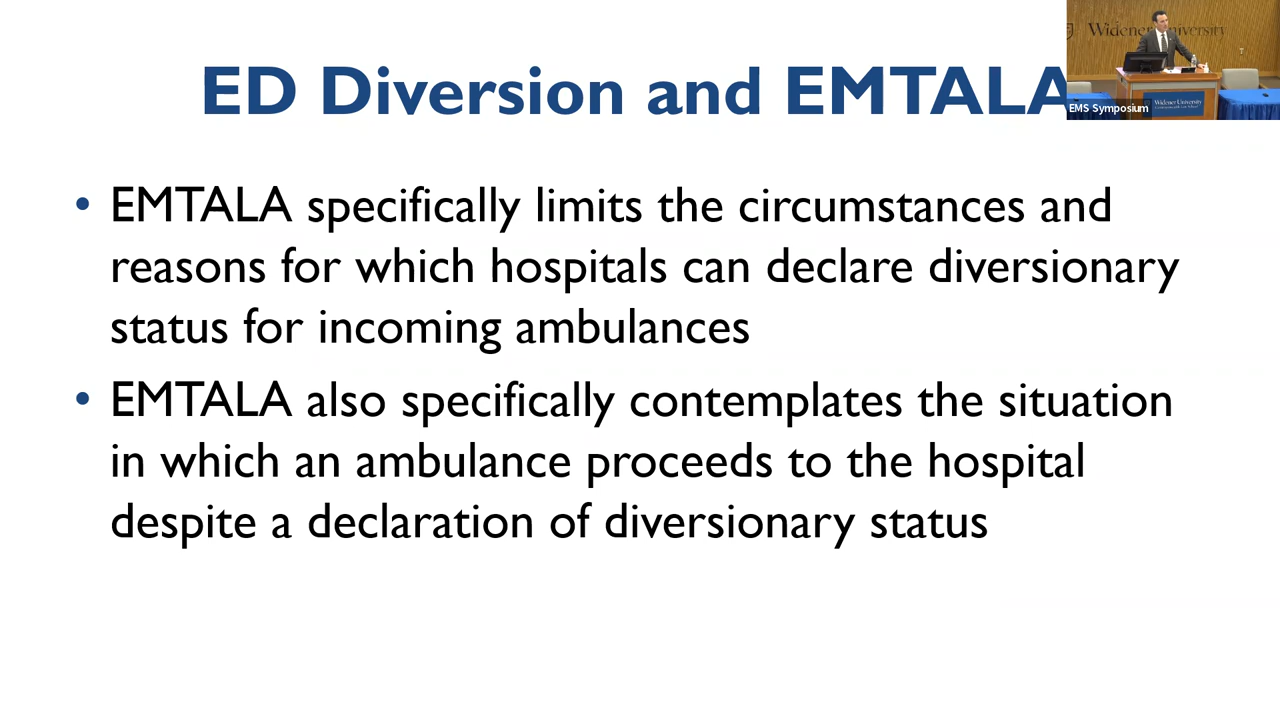 ED Diversion and EMTALA
Widener University
EMS Symposium
Widener University
• EMTALA specifically limits the circumstances and
reasons for which hospitals can declare diversionary
status for incoming ambulances
• EMTALA also specifically contemplates the situation
in which an ambulance proceeds to the hospital
despite a declaration of diversionary status